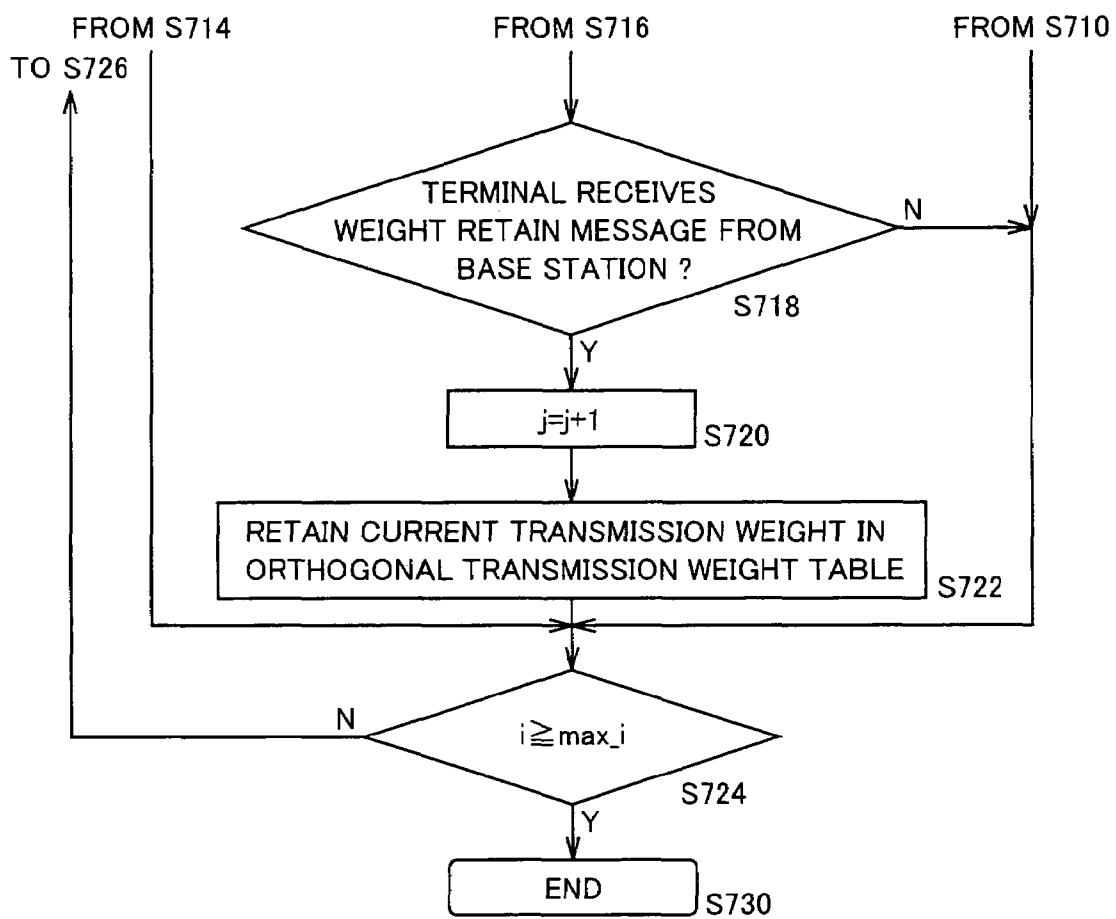 FROM S714
FROM S716
FROM S710
TO S726
TERMINAL RECEIVES
WEIGHT RETAIN MESSAGE FROM
BASE STATION ?
N
S718
Y
j=j+1
S720
RETAIN CURRENT TRANSMISSION WEIGHT IN
ORTHOGONAL TRANSMISSION WEIGHT TABLE
S722
N
i≧max_i
S724
Y
END
S730